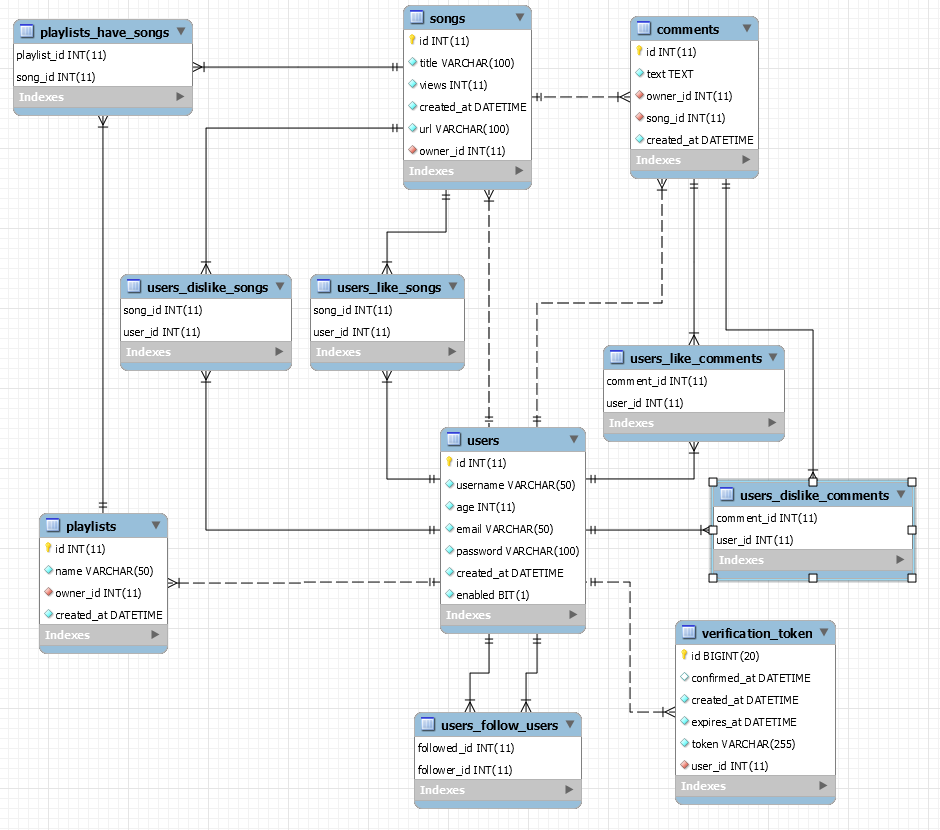 playlists_have_songs
playlist_id INT(11)
song_id INT(11)
Indexes
songs
id INT(11)
title VARCHAR(100)
views INT(11)
created_at DATETIME
url VARCHAR(100)
owner_id INT(11)
Indexes
comments
id INT(11)
text TEXT
owner_id INT(11)
song_id INT(11)
created_at DATETIME
Indexes
users_dislike_songs
song_id INT(11)
user_id INT(11)
Indexes
users_like_songs
song_id INT(11)
user_id INT(11)
Indexes
users_like_comments
comment_id INT(11)
user_id INT(11)
Indexes
users
id INT(11)
username VARCHAR(50)
age INT(11)
email VARCHAR(50)
password VARCHAR(100)
created_at DATETIME
enabled BIT(1)
Indexes
users_dislike_comments
comment_id INT(11)
user_id INT(11)
Indexes
playlists
id INT(11)
name VARCHAR(50)
owner_id INT(11)
created_at DATETIME
Indexes
verification_token
id BIGINT(20)
confirmed_at DATETIME
created_at DATETIME
expires_at DATETIME
token VARCHAR(255)
user_id INT(11)
Indexes
users_follow_users
followed_id INT(11)
follower_id INT(11)
Indexes